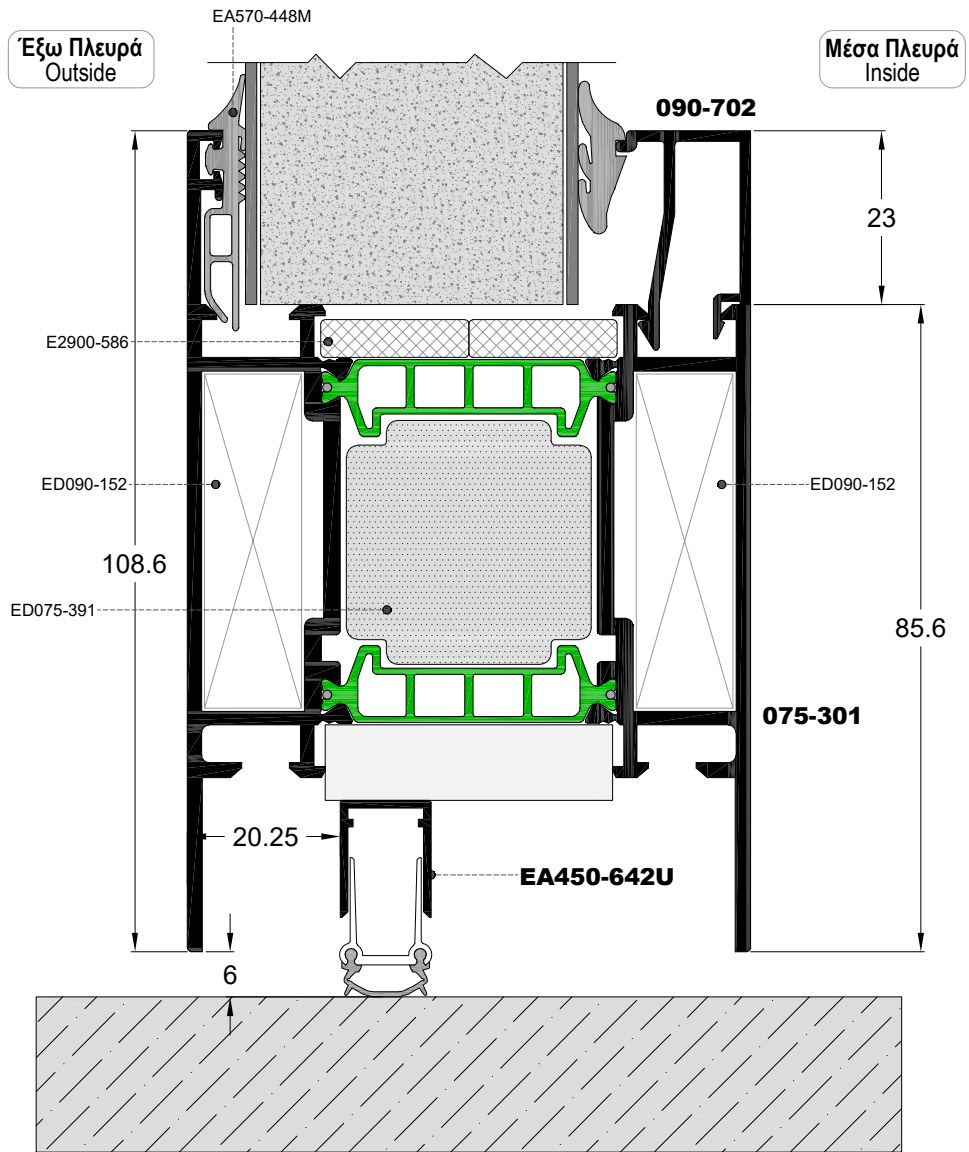 EA570-448M
Έξω Πλευρά
Outside
Μέσα Πλευρά
Inside
090-702
23
E2900-586
ED090-152
ED090-152
108.6
ED075-391
85.6
075-301
20.25
EA450-642U
6